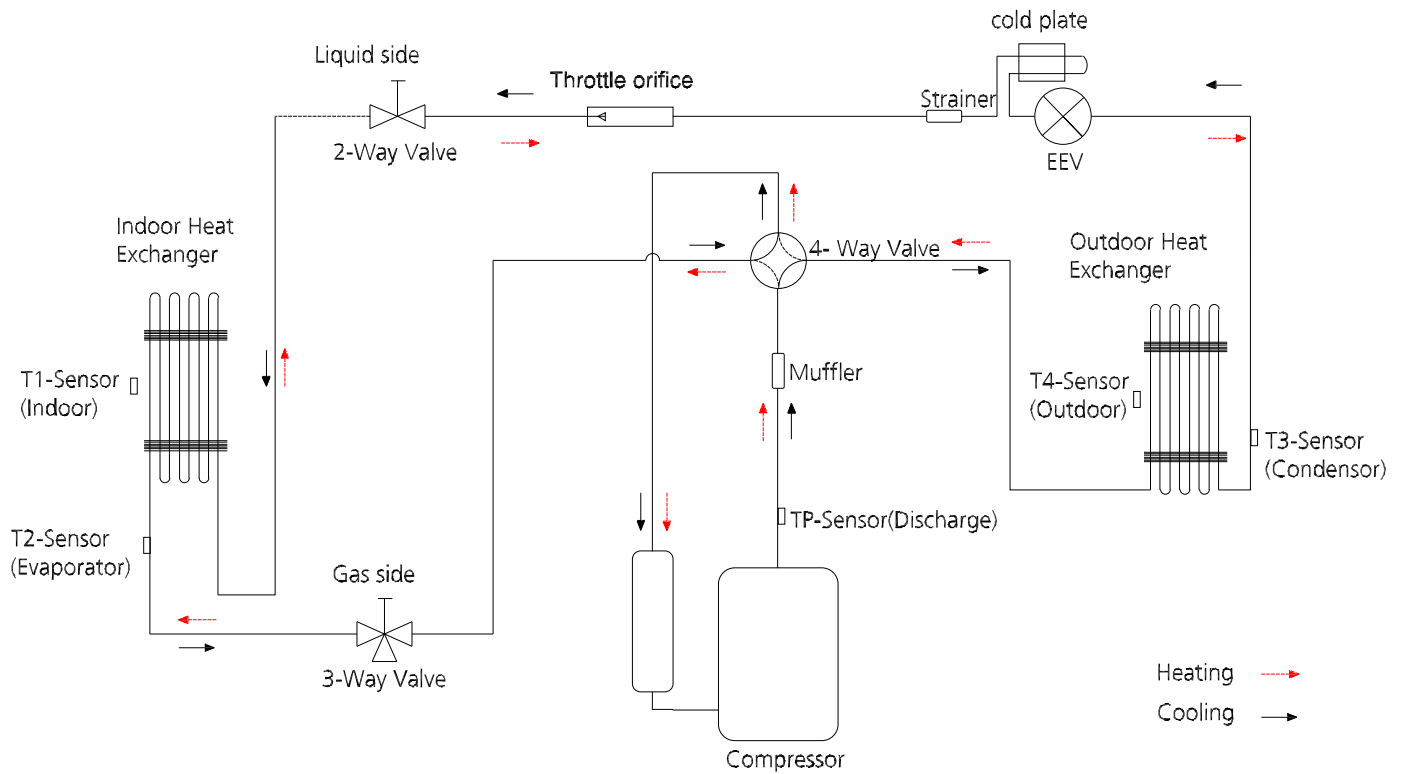 cold plate
Liquid side
Throttle orifice
Strainer
2-Way Valve
EEV
Indoor Heat
Exchanger
4- Way Valve
Outdoor Heat
Exchanger
T1-Sensor
(Indoor)
Muffler
T4-Sensor
(Outdoor)
T3-Sensor
(Condensor)
T2-Sensor
(Evaporator)
TP-Sensor(Discharge)
Gas side
3-Way Valve
Heating
Cooling
Compressor